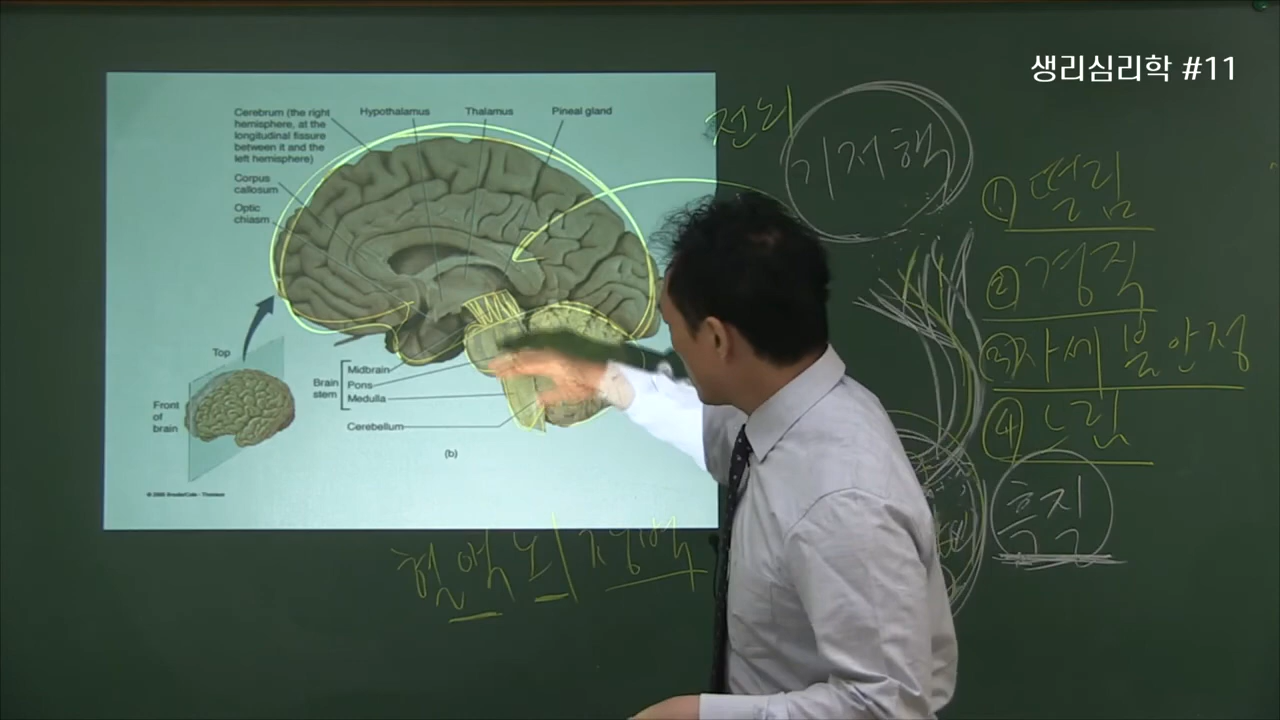 생리심리학 #11
Cerebrum (the right
hemisphere, at the
longitudinal fissure
between it and the
left hemisphere)
Hypothalamus
Thalamus
Pineal gland
Corpus
callosum
Optic
chiasm
Top
Front
of
brain
Brain
stem
Midbrain
Pons
Medulla
Cerebellum
(b)
전뇌
기저핵
① 떨림
② 경직
③ 자세 불안정
④ 느림
흑질
혈액 뇌 장벽